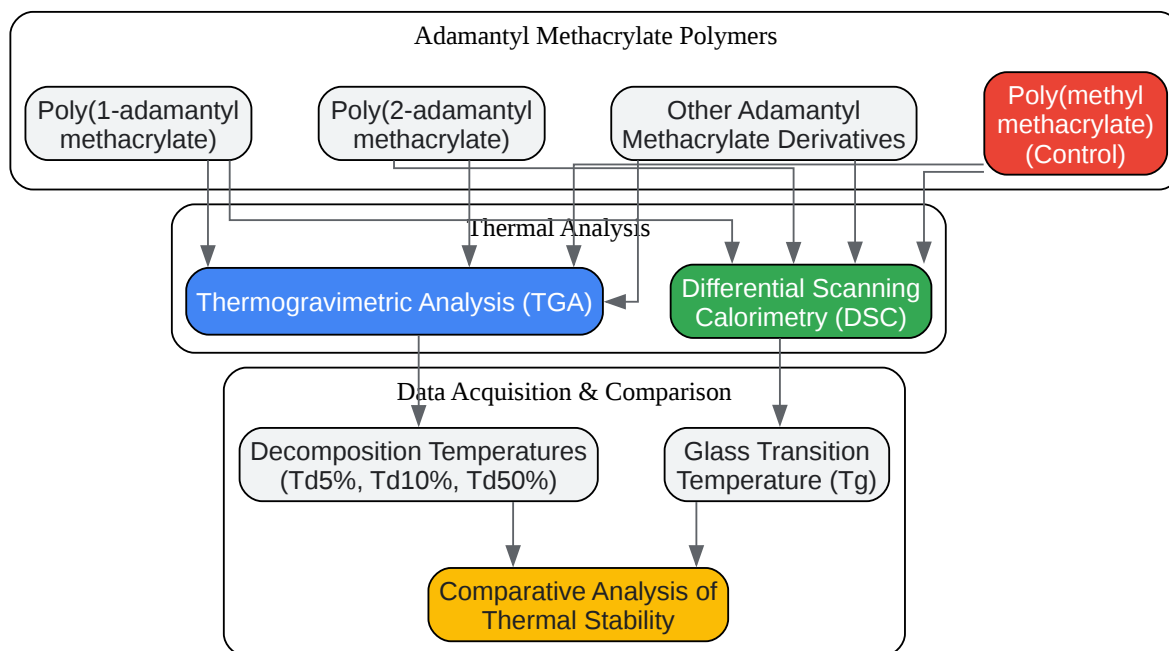 Adamantyl Methacrylate Polymers
Poly(1-adamantyl
methacrylate)
Poly(2-adamantyl
methacrylate)
Other Adamantyl
Methacrylate Derivatives
Poly(methyl
methacrylate)
(Control)
Thermal Analysis
Thermogravimetric Analysis (TGA)
Differential Scanning
Calorimetry (DSC)
Data Acquisition & Comparison
Decomposition Temperatures
(Td5%, Td10%, Td50%)
Glass Transition
Temperature (Tg)
Comparative Analysis of
Thermal Stability